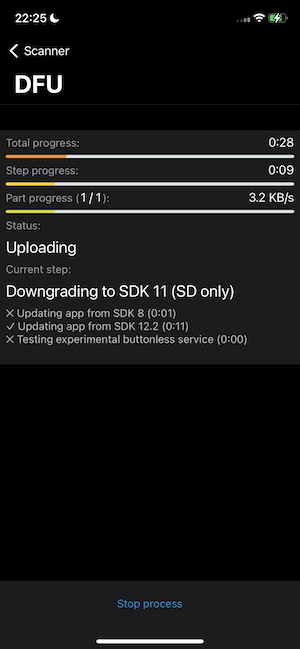 22:25
Scanner
DFU
Total progress: 0:28
Step progress: 0:09
Part progress (1 / 1): 3.2 KB/s
Status:
Uploading
Current step:
Downgrading to SDK 11 (SD only)
✕ Updating app from SDK 8 (0:01)
✓ Updating app from SDK 12.2 (0:11)
✕ Testing experimental buttonless service (0:00)
Stop process